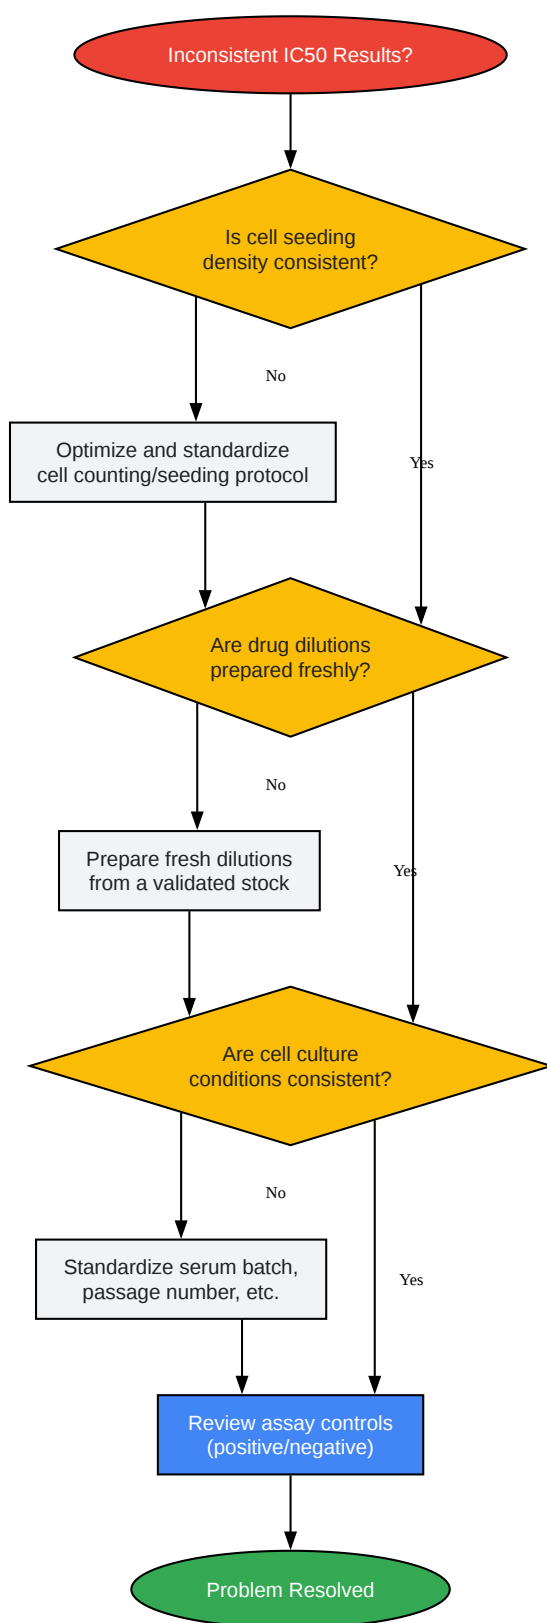 Inconsistent IC50 Results?
Is cell seeding
density consistent?
No
Optimize and standardize
cell counting/seeding protocol
Yes
Are drug dilutions
prepared freshly?
No
Prepare fresh dilutions
from a validated stock
Yes
Are cell culture
conditions consistent?
No
Standardize serum batch,
passage number, etc.
Yes
Review assay controls
(positive/negative)
Problem Resolved